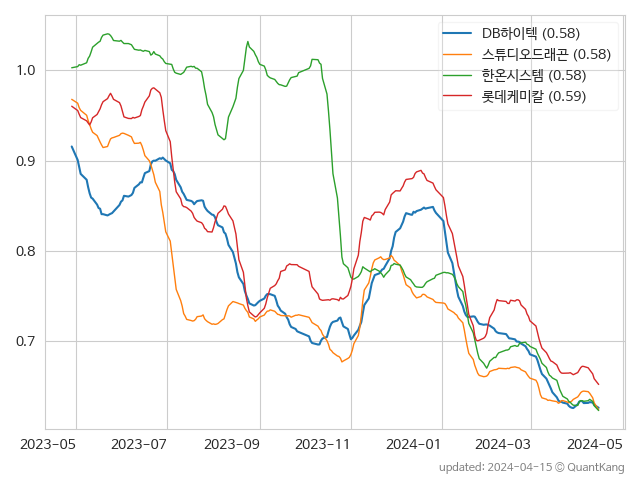 DB하이텍 (0.58)
스튜디오드래곤 (0.58)
한온시스템 (0.58)
롯데케미칼 (0.59)
1.0
0.9
0.8
0.7
2023-05 2023-07 2023-09 2023-11 2024-01 2024-03 2024-05
updated: 2024-04-15 © QuantKang